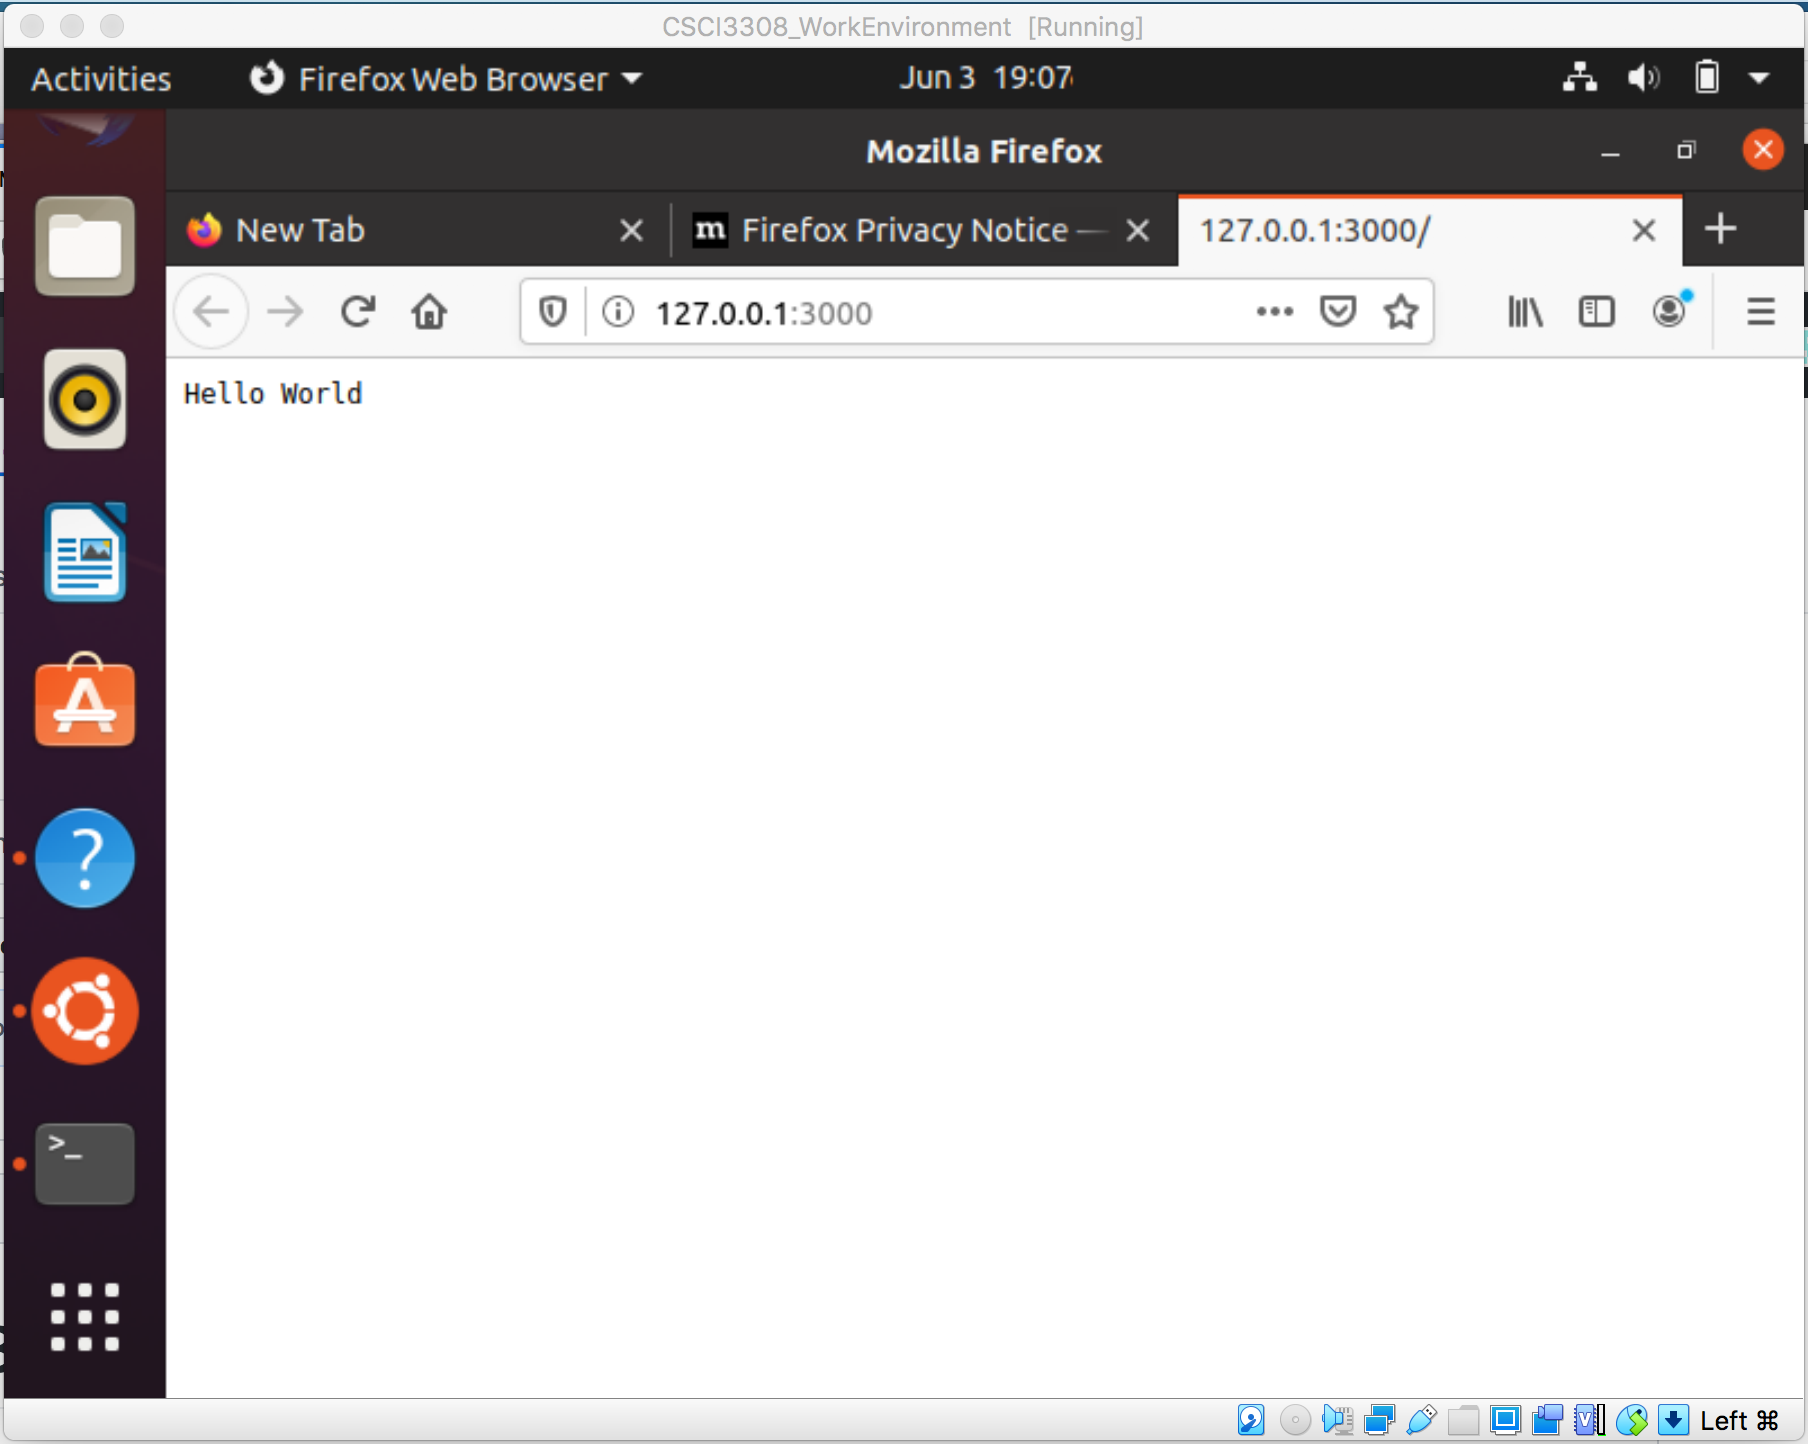 CSCI3308_WorkEnvironment [Running]
Activities Firefox Web Browser Jun 3 19:07
Mozilla Firefox
New Tab Firefox Privacy Notice — 127.0.0.1:3000/
127.0.0.1:3000
Hello World
Left ⌘